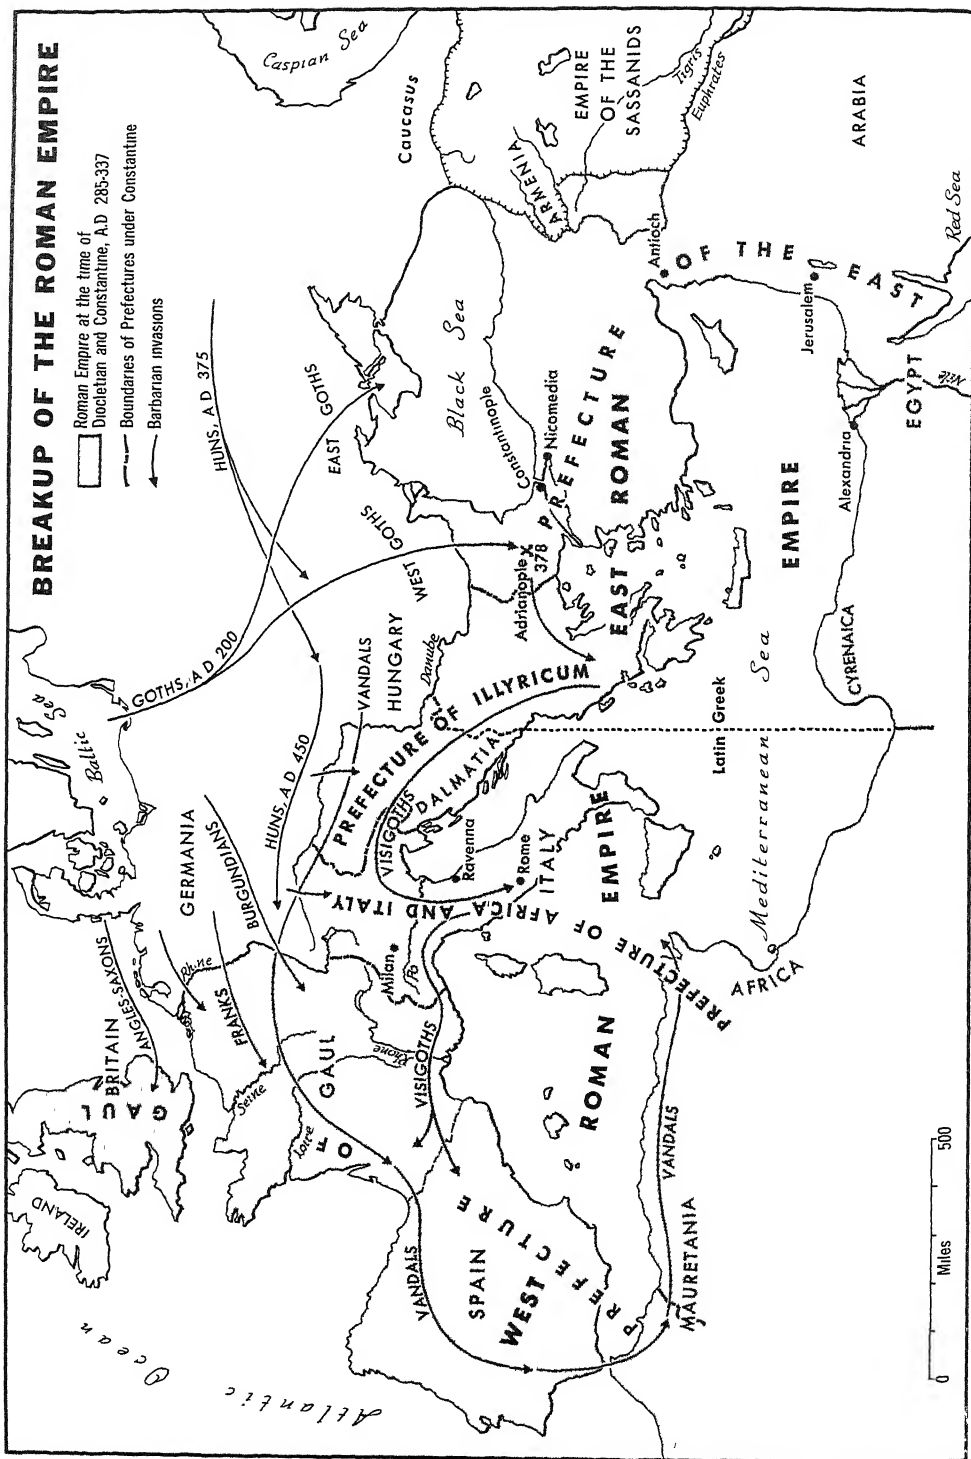 BREAKUP OF THE ROMAN EMPIRE
Roman Empire at the time of
Diocletian and Constantine, A.D 285-337
Boundaries of Prefectures under Constantine
Barbarian invasions
Caspian Sea
Caucasus
EMPIRE
OF THE
SASSANIDS
Tigris
Euphrates
ARMENIA
ARABIA
Red Sea
HUNS, A D 375
EAST GOTHS
Black Sea
Constantinople
Nicomedia
Antioch
Jerusalem
PREFECTURE OF THE EAST
EGYPT
Nile
Alexandria
WEST GOTHS
Adrianople
378
EAST ROMAN EMPIRE
GOTHS, A D 200
Baltic Sea
VANDALS
HUNGARY
Danube
PREFECTURE OF ILLYRICUM
DALMATIA
CYRENAICA
Latin
Greek
Mediterranean Sea
HUNS, A D 450
GERMANIA
BURGUNDIANS
VISIGOTHS
Ravenna
Rome
ITALY
PREFECTURE OF AFRICA AND ITALY
AFRICA
ANGLES-SAXONS
Rhine
FRANKS
Milan
Po
BRITAIN
Seine
GAUL
Loire
Rhone
VISIGOTHS
IRELAND
PREFECTURE OF GAUL
VANDALS
SPAIN
WEST ROMAN EMPIRE
VANDALS
MAURETANIA
Atlantic Ocean
0
Miles
500